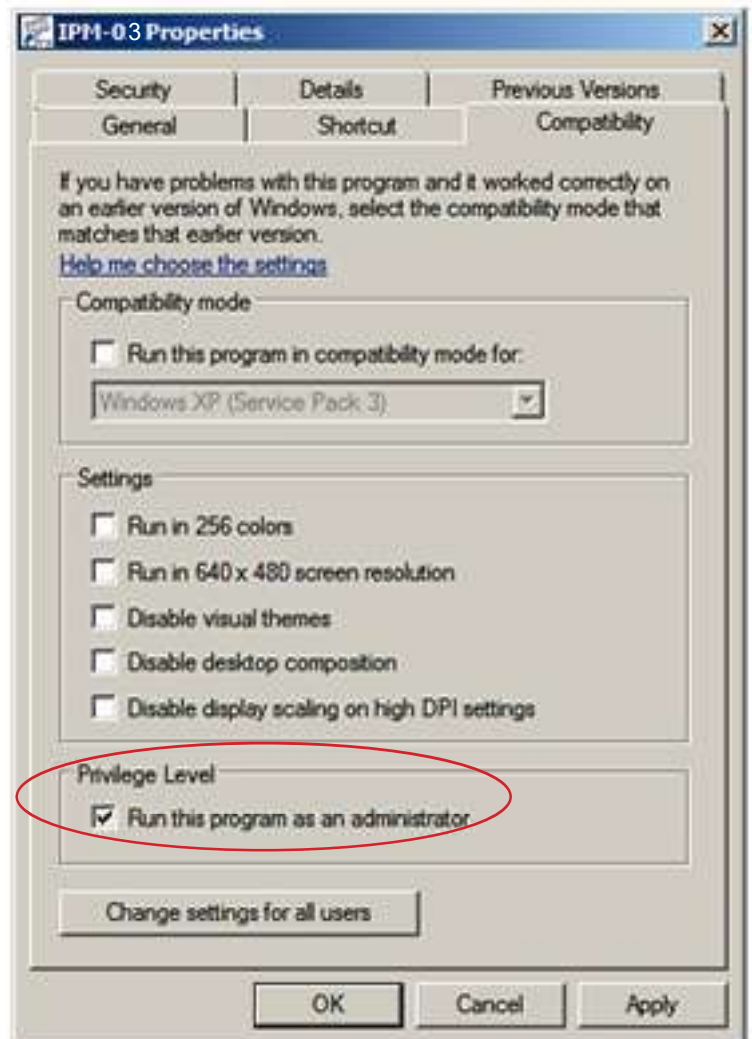 IPM-03 Properties
Security Details Previous Versions
General Shortcut Compatibility
If you have problems with this program and it worked correctly on
an earlier version of Windows, select the compatibility mode that
matches that earlier version.
Help me choose the settings
Compatibility mode
Run this program in compatibility mode for:
Windows XP (Service Pack 3)
Settings
Run in 256 colors
Run in 640 x 480 screen resolution
Disable visual themes
Disable desktop composition
Disable display scaling on high DPI settings
Privilege Level
Run this program as an administrator
Change settings for all users
OK Cancel Apply